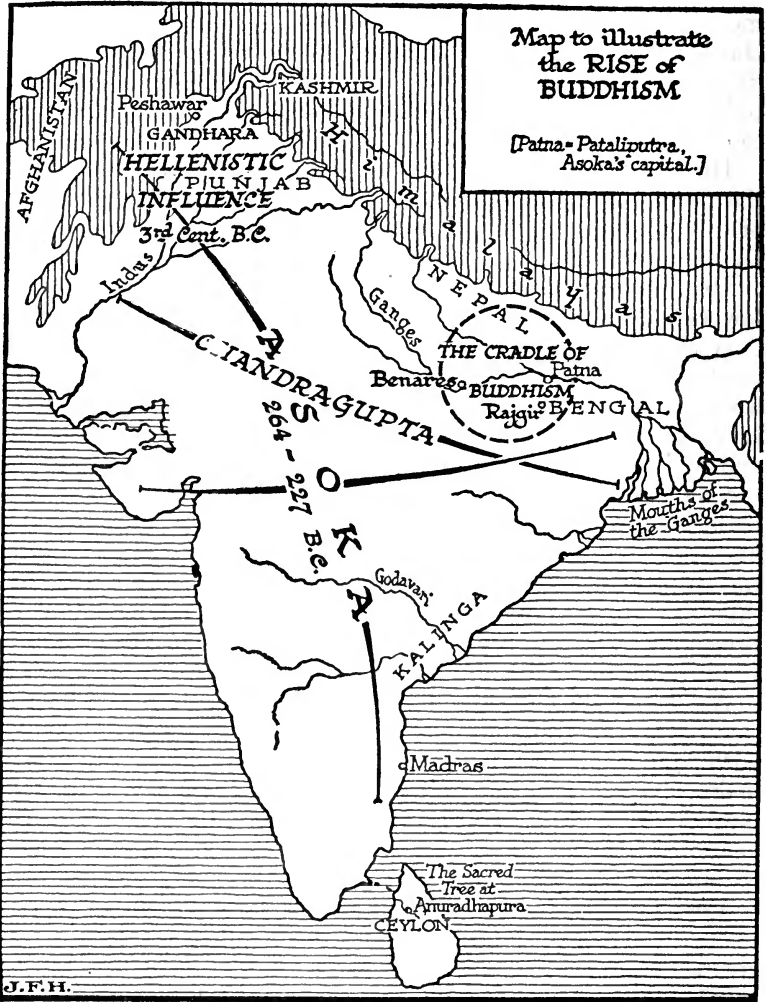 Map to illustrate
the RISE of
BUDDHISM
[Patna = Pataliputra,
Asoka's capital.]
AFGHANISTAN
Peshawar
KASHMIR
GANDHARA
HELLENISTIC
PUNJAB
INFLUENCE
3rd Cent. B.C.
Indus
Himalayas
NEPAL
Ganges
THE CRADLE OF
Patna
Benares
BUDDHISM
Rajgir
BENGAL
CHANDRAGUPTA
ASOKA
264-227 B.C.
Mouths of
the Ganges
Godavari
KALINGA
Madras
The Sacred
Tree at
Anuradhapura
CEYLON
J.F.H.